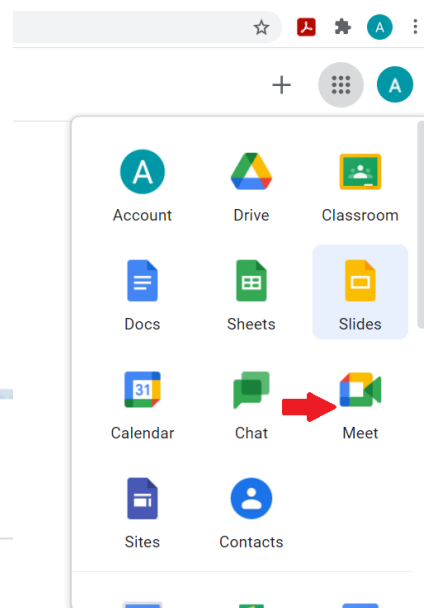 A
A
A
Account Drive Classroom
Docs Sheets Slides
31
Calendar Chat Meet
Sites Contacts